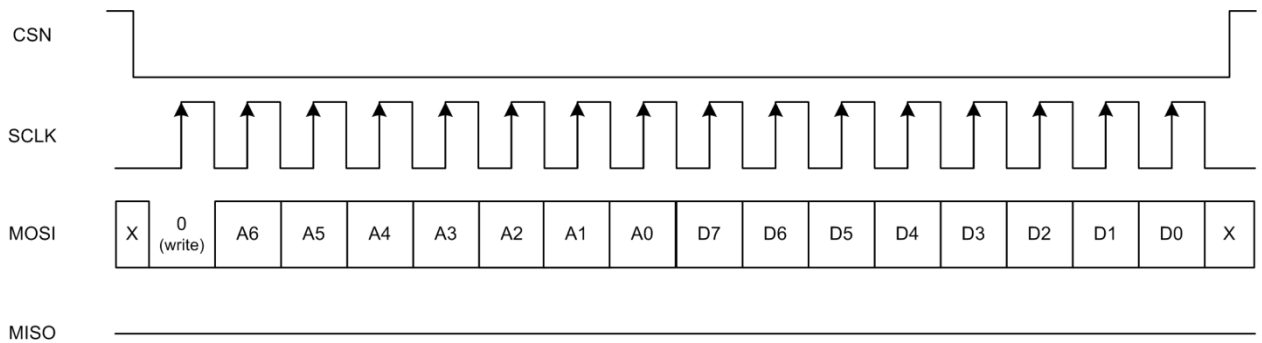 CSN
SCLK
MOSI X 0 (write) A6 A5 A4 A3 A2 A1 A0 D7 D6 D5 D4 D3 D2 D1 D0 X
MISO